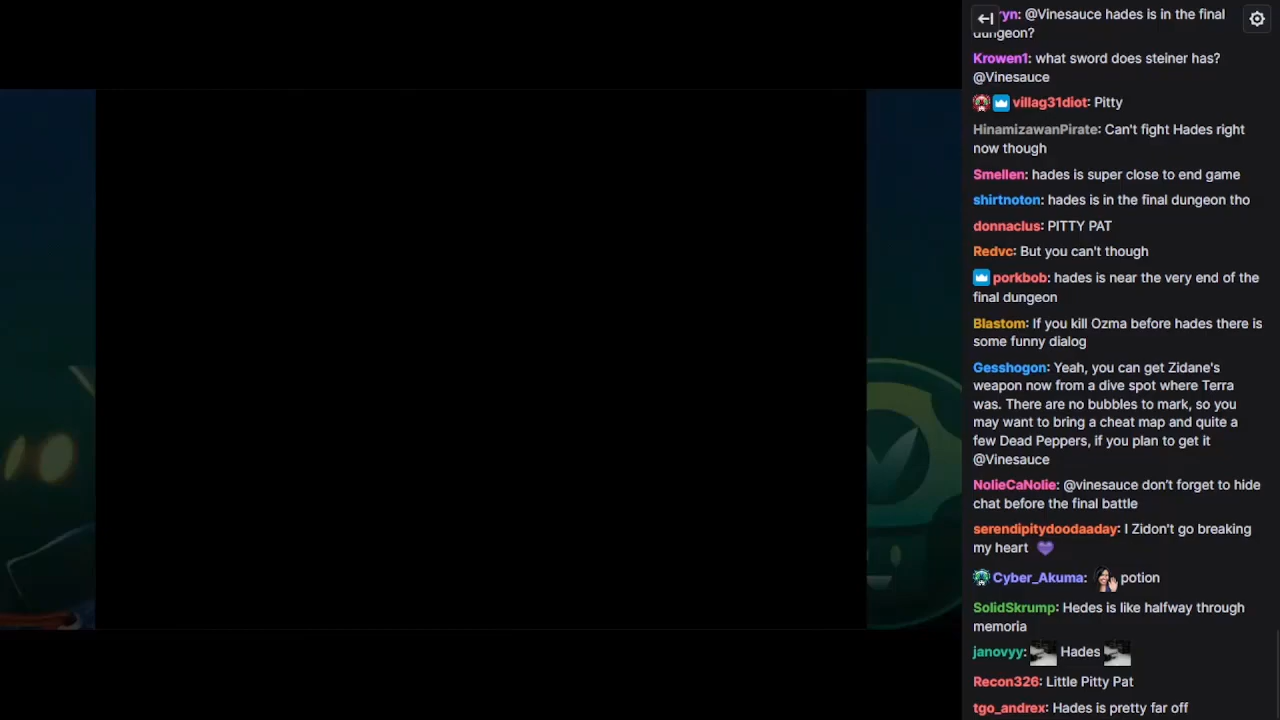 ryn: @Vinesauce hades is in the final
dungeon?
Krowen1: what sword does steiner has?
@Vinesauce
villag31diot: Pitty
HinamizawanPirate: Can't fight Hades right
now though
Smellen: hades is super close to end game
shirtnoton: hades is in the final dungeon tho
donnaclus: PITTY PAT
Redvc: But you can't though
porkbob: hades is near the very end of the
final dungeon
Blastom: If you kill Ozma before hades there is
some funny dialog
Gesshogon: Yeah, you can get Zidane's
weapon now from a dive spot where Terra
was. There are no bubbles to mark, so you
may want to bring a cheat map and quite a
few Dead Peppers, if you plan to get it
@Vinesauce
NolieCaNolie: @vinesauce don't forget to hide
chat before the final battle
serendipitydoodaaday: I Zidon't go breaking
my heart
Cyber_Akuma: potion
SolidSkrump: Hedes is like halfway through
memoria
janovyy: Hades
Recon326: Little Pitty Pat
tgo_andrex: Hades is pretty far off